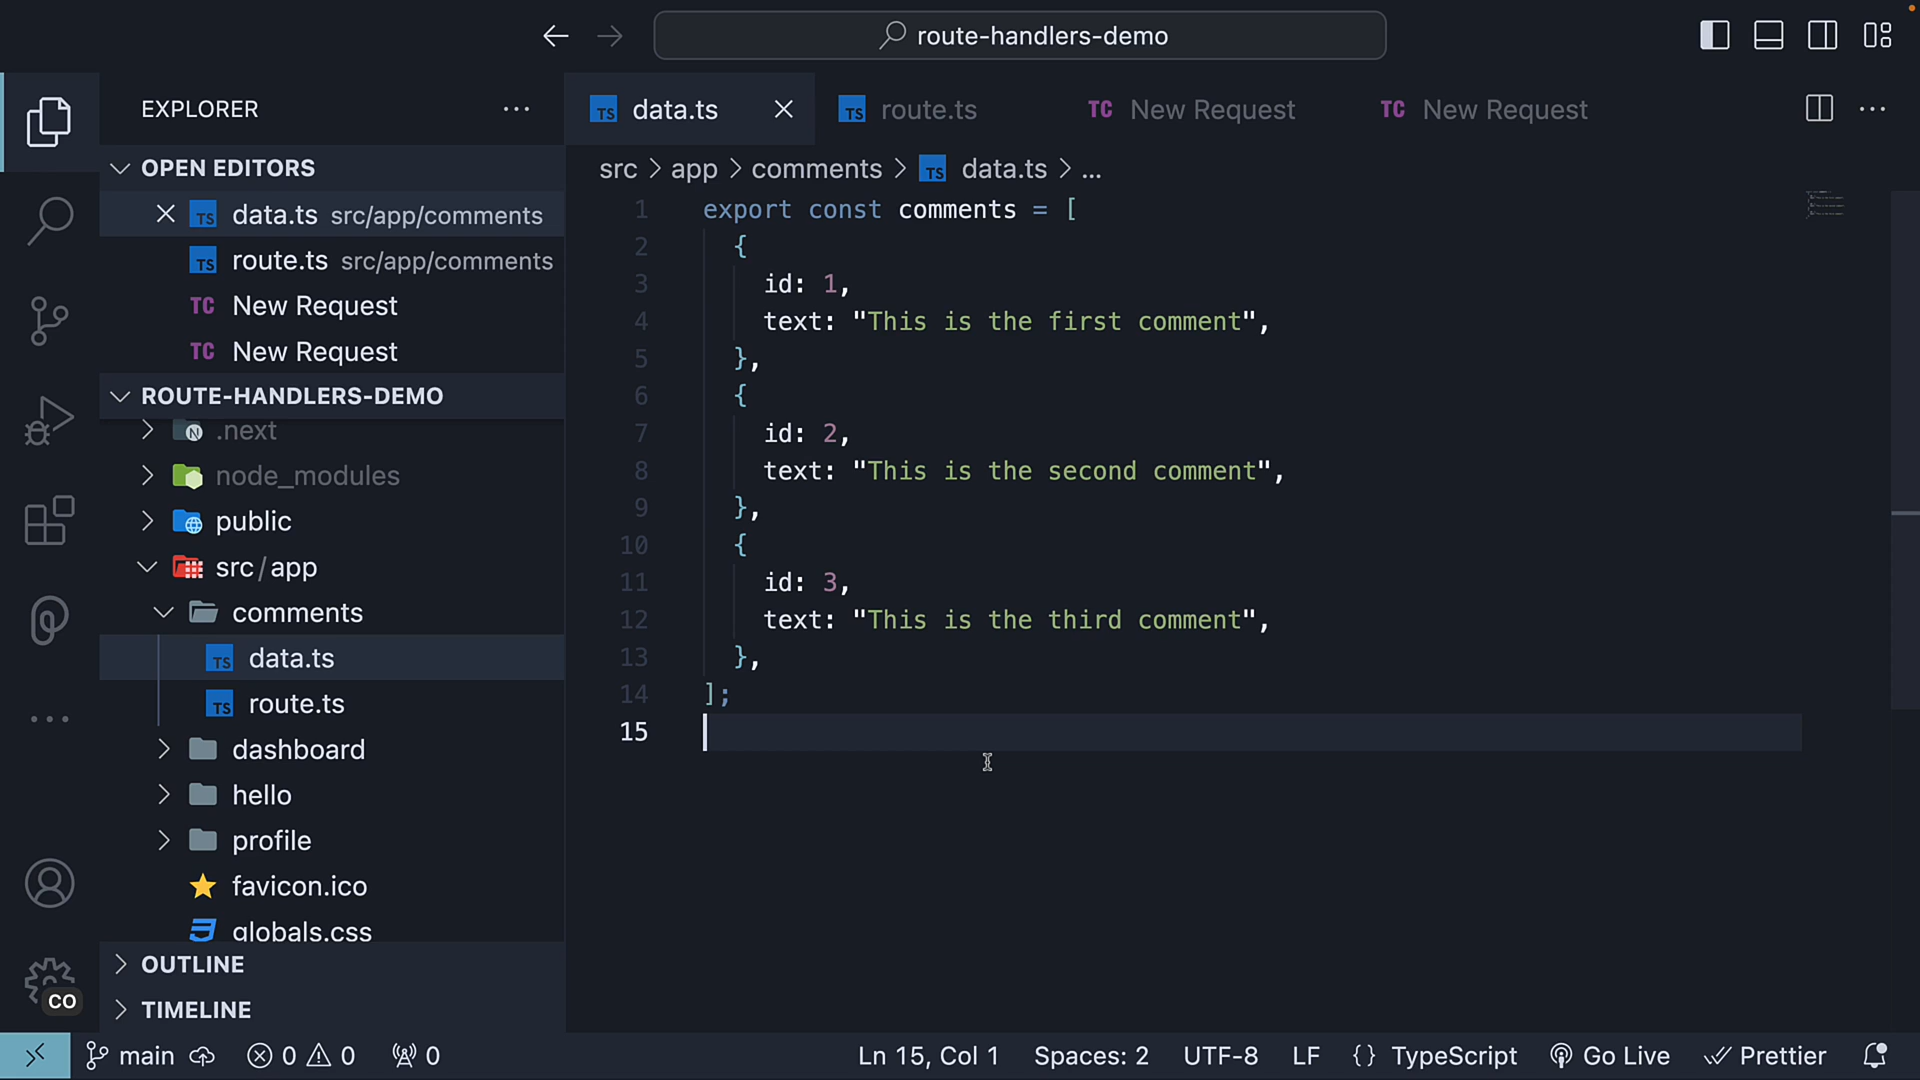 route-handlers-demo
EXPLORER
data.ts
route.ts
TC New Request
TC New Request
OPEN EDITORS
data.ts src/app/comments
route.ts src/app/comments
TC New Request
TC New Request
ROUTE-HANDLERS-DEMO
.next
node_modules
public
src/app
comments
data.ts
route.ts
dashboard
hello
profile
favicon.ico
globals.css
OUTLINE
TIMELINE
CO
src > app > comments > TS data.ts > ...
1 export const comments = [
2 {
3 id: 1,
4 text: "This is the first comment",
5 },
6 {
7 id: 2,
8 text: "This is the second comment",
9 },
10 {
11 id: 3,
12 text: "This is the third comment",
13 },
14 ];
15
main 0 0 0 Ln 15, Col 1 Spaces: 2 UTF-8 LF {} TypeScript Go Live Prettier